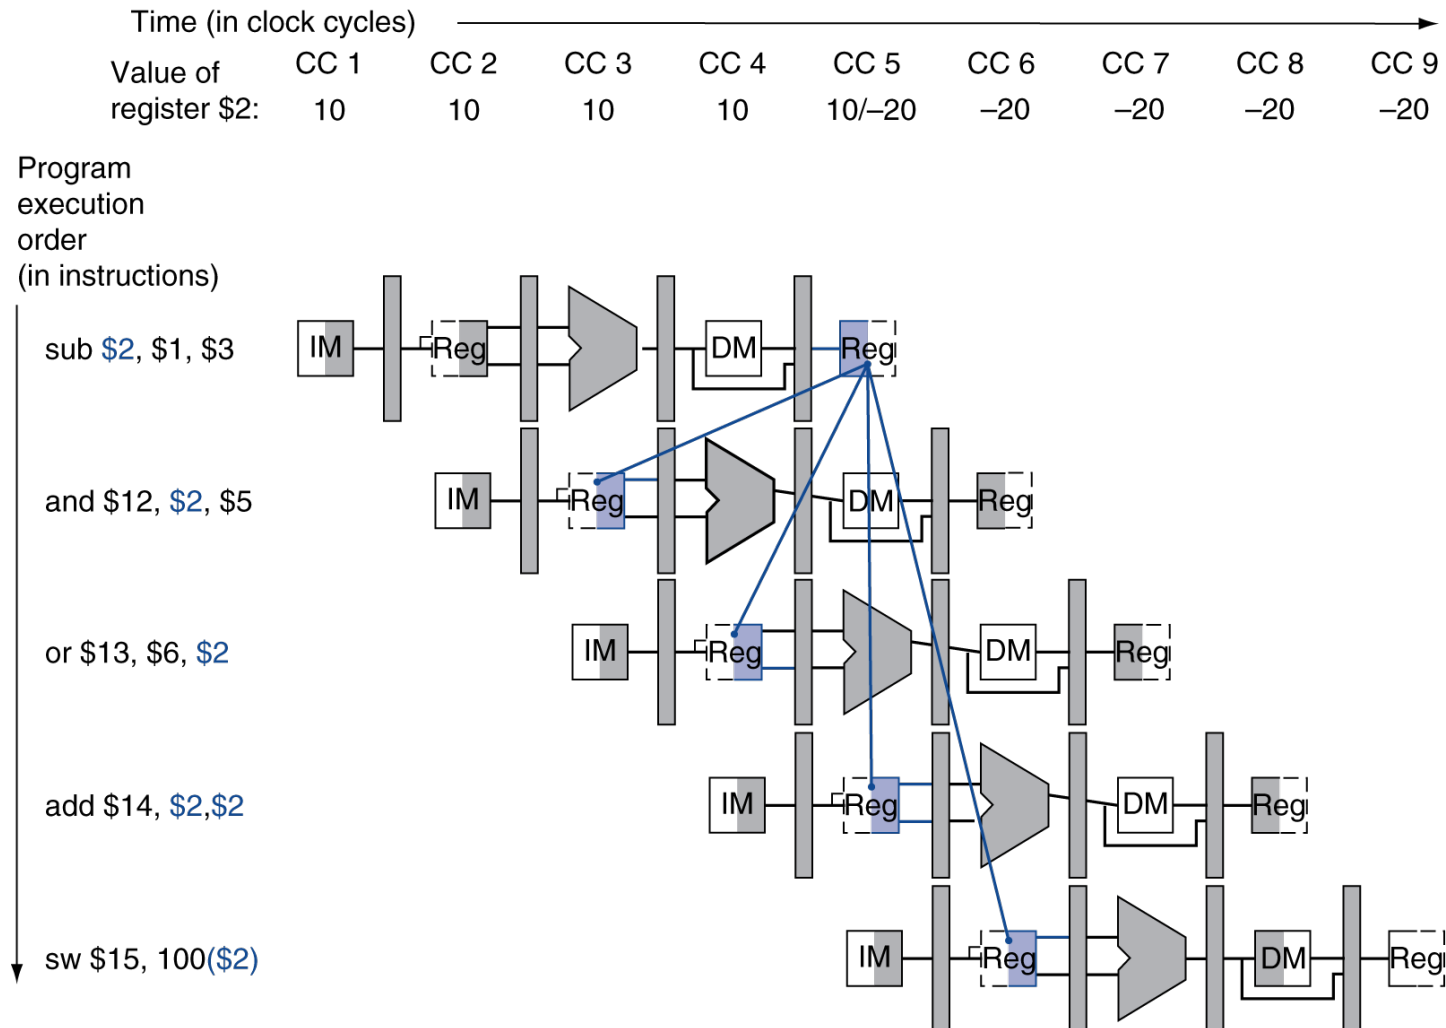 Time (in clock cycles)
Value of register $2:
CC 1 CC 2 CC 3 CC 4 CC 5 CC 6 CC 7 CC 8 CC 9
10 10 10 10 10/–20 –20 –20 –20 –20
Program
execution
order
(in instructions)
sub $2, $1, $3
IM Reg DM Reg
and $12, $2, $5
IM Reg DM Reg
or $13, $6, $2
IM Reg DM Reg
add $14, $2,$2
IM Reg DM Reg
sw $15, 100($2)
IM Reg DM Reg